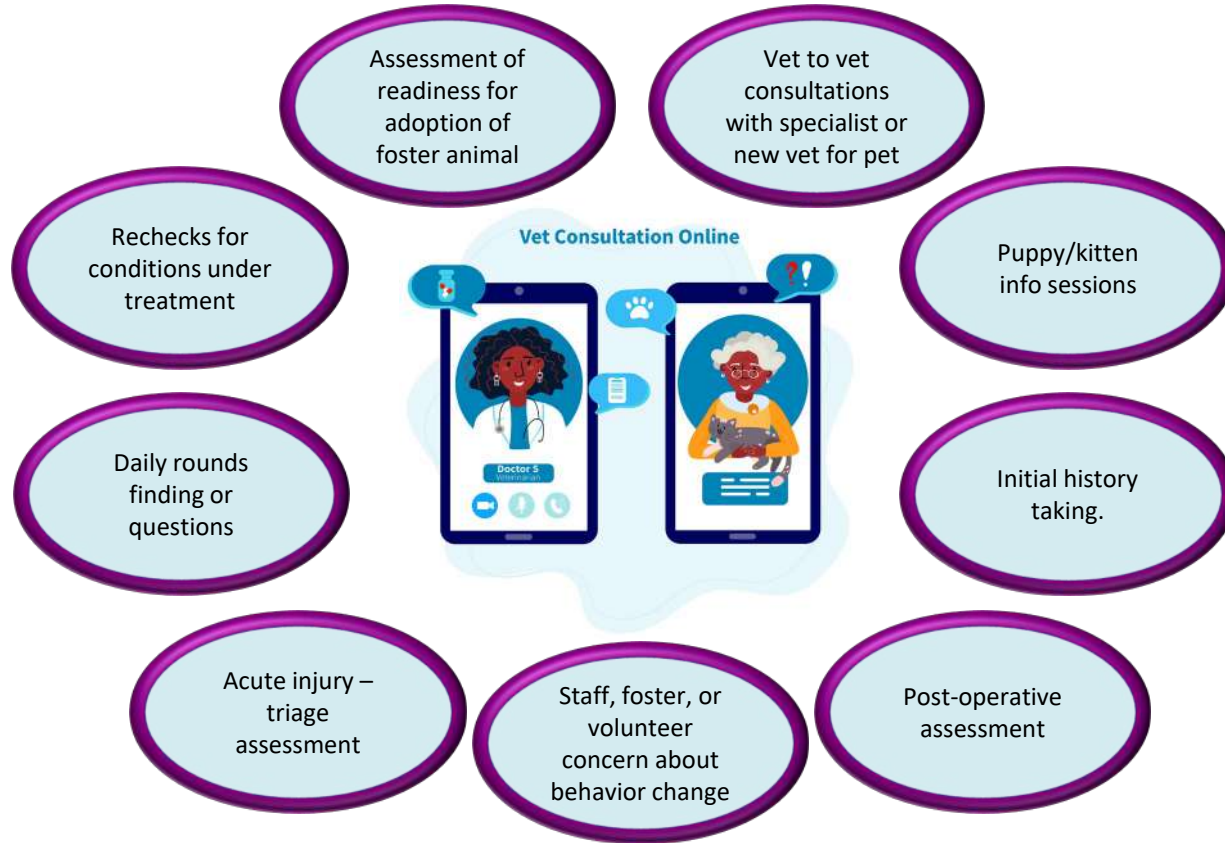 Assessment of
readiness for
adoption of
foster animal
Vet to vet
consultations
with specialist or
new vet for pet
Rechecks for
conditions under
treatment
Vet Consultation Online
Puppy/kitten
info sessions
?!
Daily rounds
finding or
questions
Doctor S
Veterinarian
Initial history
taking.
Acute injury –
triage
assessment
Staff, foster, or
volunteer
concern about
behavior change
Post-operative
assessment